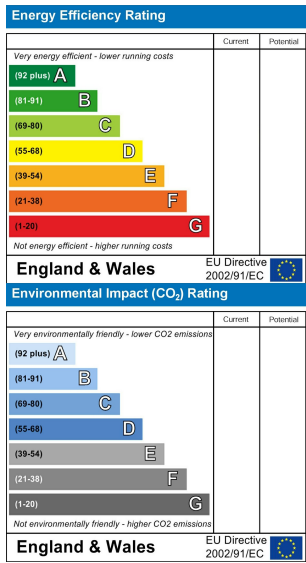 Energy Efficiency Rating
Current Potential
Very energy efficient - lower running costs
(92 plus) A
(81-91) B
(69-80) C
(55-68) D
(39-54) E
(21-38) F
(1-20) G
Not energy efficient - higher running costs
England & Wales EU Directive 2002/91/EC
Environmental Impact (CO₂) Rating
Current Potential
Very environmentally friendly - lower CO2 emissions
(92 plus) A
(81-91) B
(69-80) C
(55-68) D
(39-54) E
(21-38) F
(1-20) G
Not environmentally friendly - higher CO2 emissions
England & Wales EU Directive 2002/91/EC